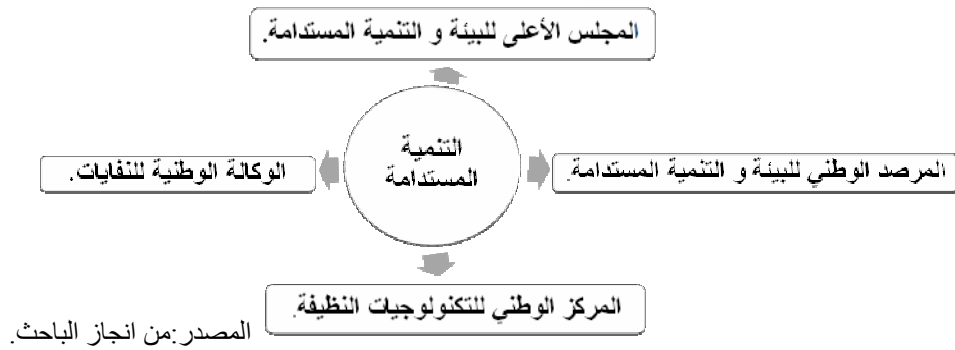 المجلس الأعلى للبيئة و التنمية المستدامة.
التنمية
المستدامة
المرصد الوطني للبيئة و التنمية المستدامة.
الوكالة الوطنية للنفايات.
المركز الوطني للتكنولوجيات النظيفة.
المصدر:من انجاز الباحث.